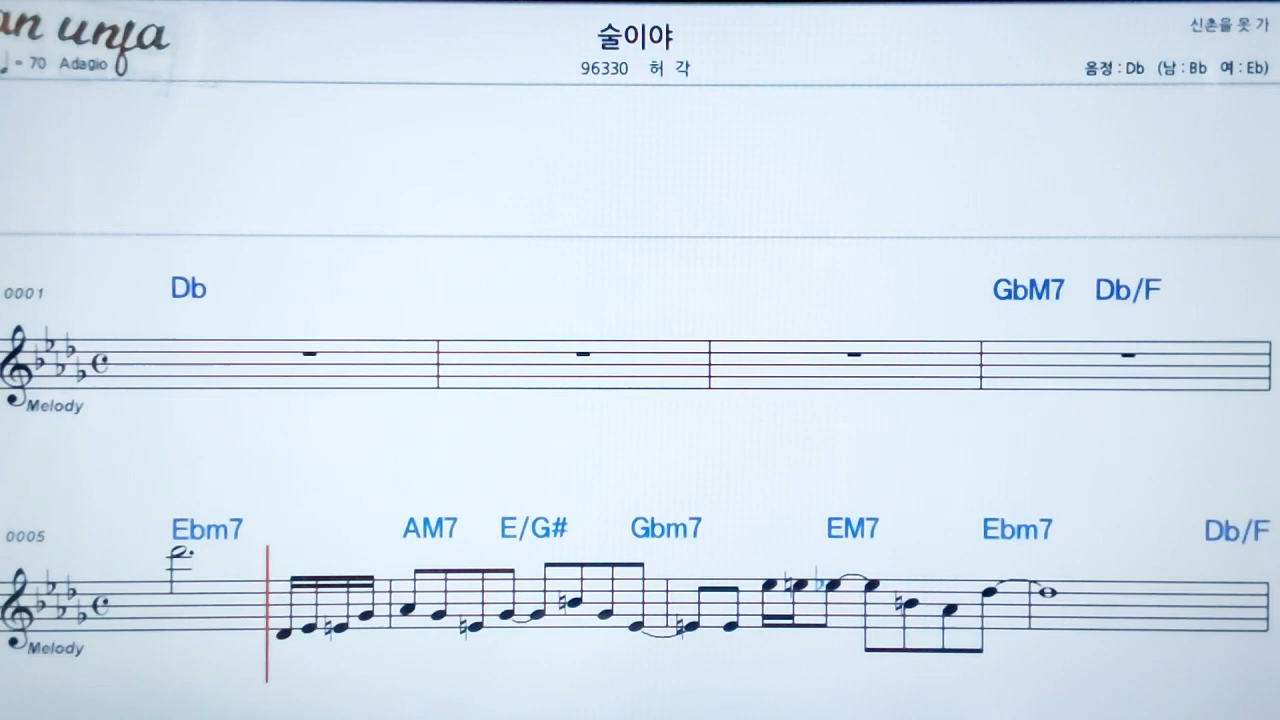 an unfa
술이야
신촌을 못 가
♩ = 70 Adagio
96330 허 각
음정 : Db (남 : Bb 여 : Eb)
0001 Db GbM7 Db/F
Melody
0005 Ebm7 AM7 E/G# Gbm7 EM7 Ebm7 Db/F
Melody